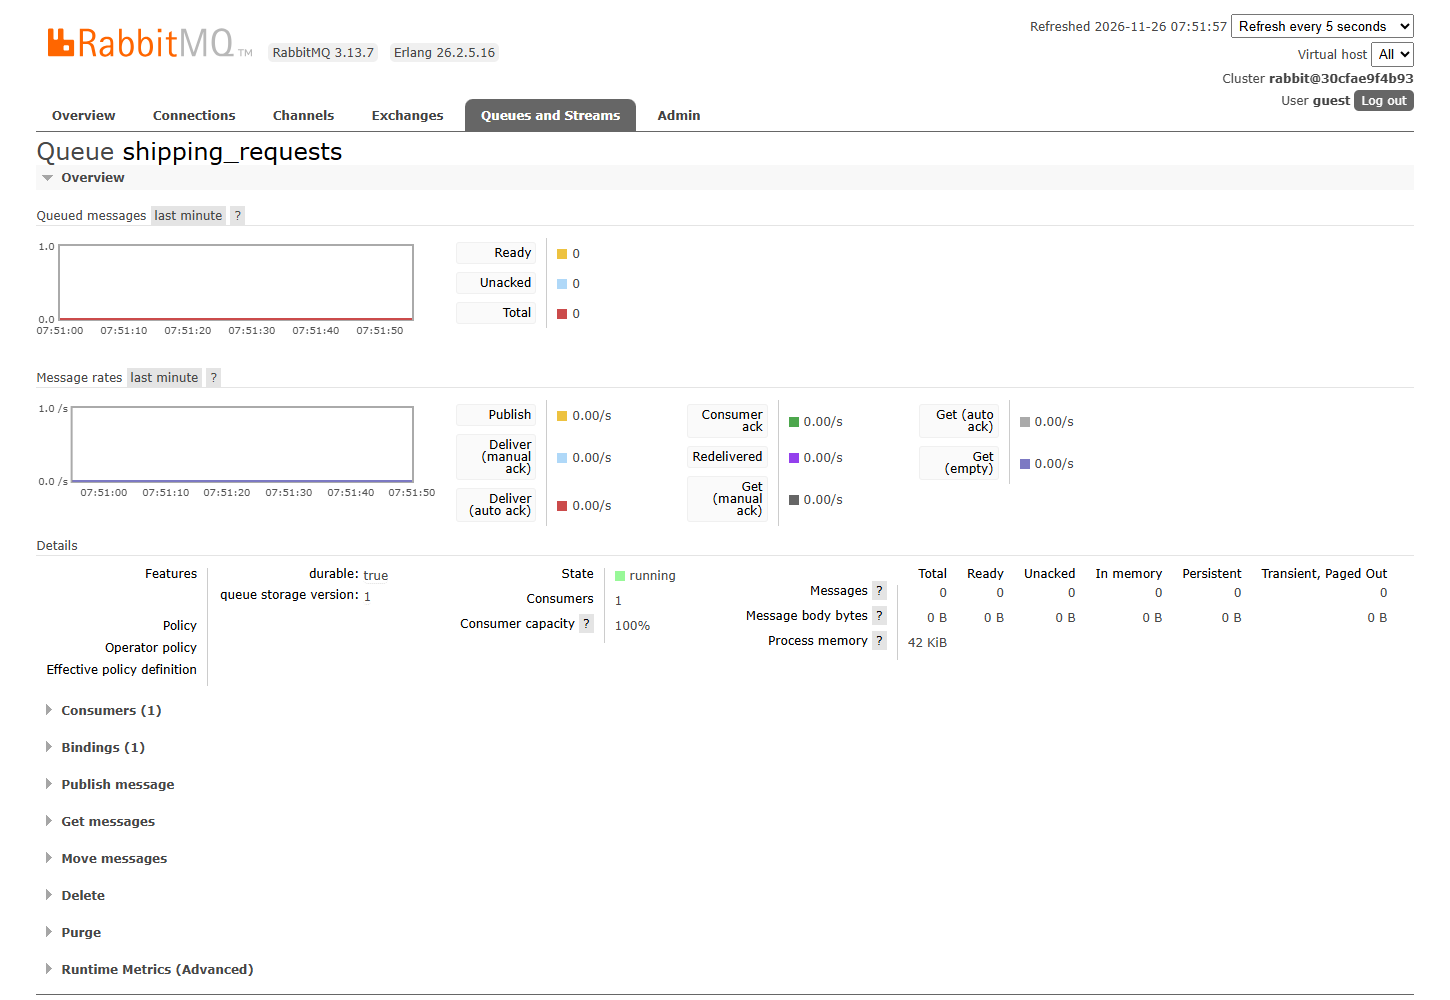 RabbitMQ TM RabbitMQ 3.13.7 Erlang 26.2.5.16
Refreshed 2026-11-26 07:51:57 Refresh every 5 seconds
Virtual host All
Cluster rabbit@30cfae9f4b93
User guest Log out
Overview Connections Channels Exchanges Queues and Streams Admin
Queue shipping_requests
Overview
Queued messages last minute ?
1.0
0.0
07:51:00 07:51:10 07:51:20 07:51:30 07:51:40 07:51:50
Ready 0
Unacked 0
Total 0
Message rates last minute ?
1.0 /s
0.0 /s
07:51:00 07:51:10 07:51:20 07:51:30 07:51:40 07:51:50
Publish 0.00/s
Deliver
(manual 0.00/s
ack)
Deliver
(auto ack) 0.00/s
Consumer
ack 0.00/s
Redelivered 0.00/s
Get
(manual 0.00/s
ack)
Get (auto
ack) 0.00/s
Get
(empty) 0.00/s
Details
Features durable: true
queue storage version: 1
Policy
Operator policy
Effective policy definition
State running
Consumers 1
Consumer capacity ? 100%
Total Ready Unacked In memory Persistent Transient, Paged Out
Messages ? 0 0 0 0 0 0
Message body bytes ? 0 B 0 B 0 B 0 B 0 B 0 B
Process memory ? 42 KiB
Consumers (1)
Bindings (1)
Publish message
Get messages
Move messages
Delete
Purge
Runtime Metrics (Advanced)